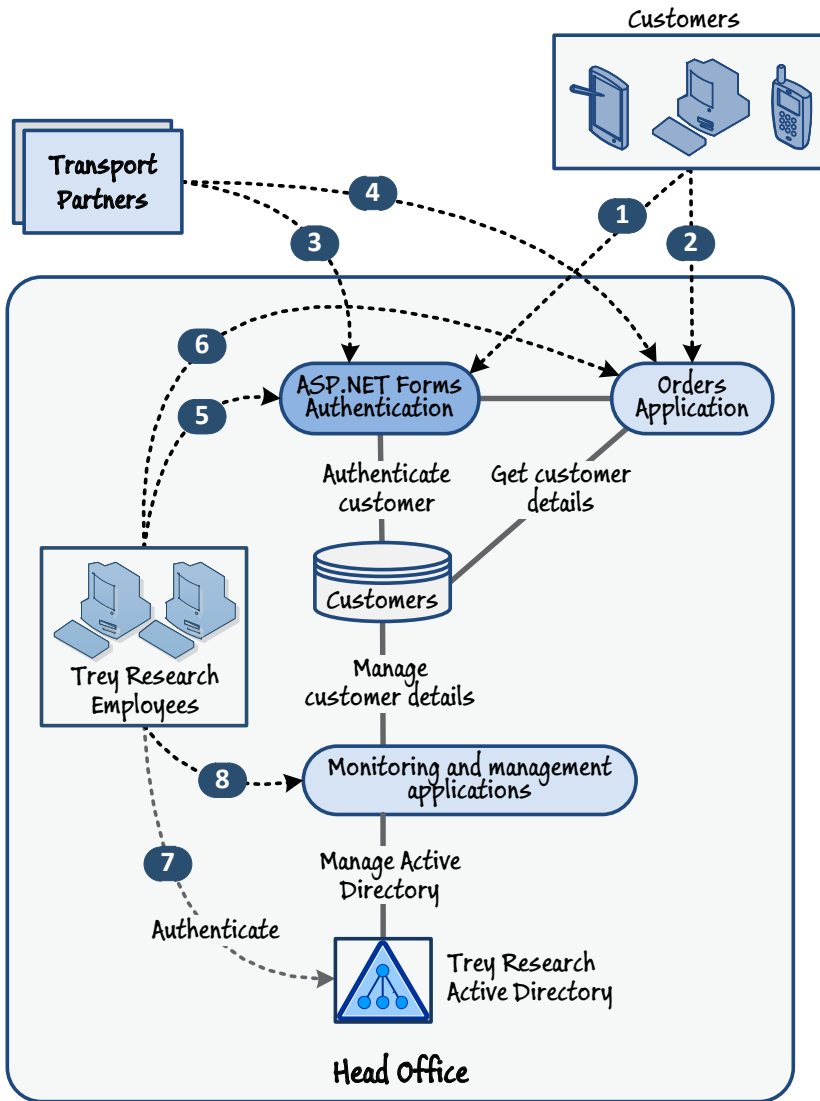 Customers
Transport
Partners
4
1
3
2
6
ASP.NET Forms
Authentication
Orders
Application
5
Authenticate
customer
Get customer
details
Customers
Trey Research
Employees
Manage
customer details
8
Monitoring and management
applications
7
Manage Active
Directory
Authenticate
Trey Research
Active Directory
Head Office